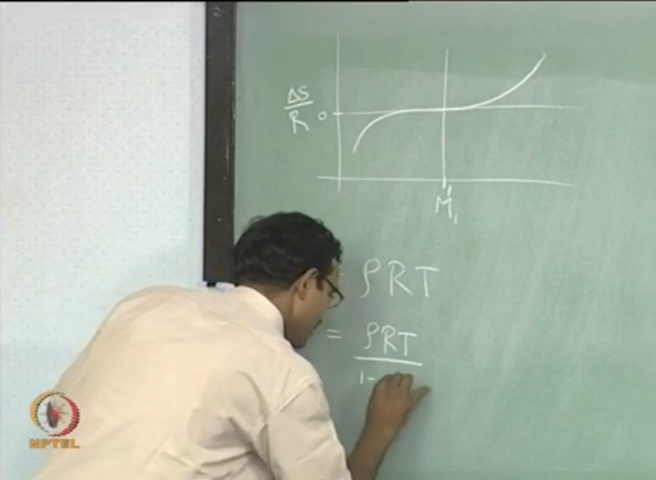 ΔS/R 0
M₁
= ρRT
= ρRT
1-
NPTEL